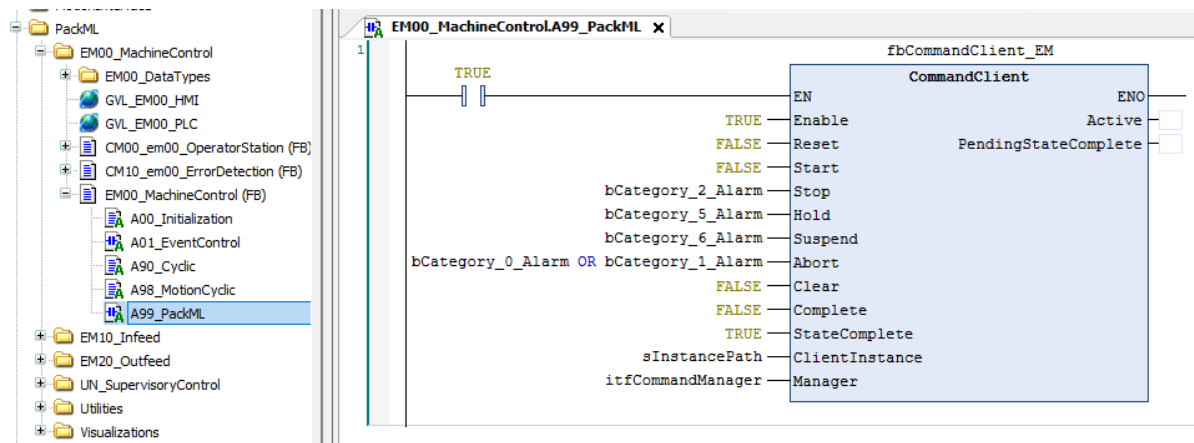 PackML
EM00_MachineControl
EM00_DataTypes
GVL_EM00_HMI
GVL_EM00_PLC
CM00_em00_OperatorStation (FB)
CM10_em00_ErrorDetection (FB)
EM00_MachineControl (FB)
A00_Initialization
A01_EventControl
A90_Cyclic
A98_MotionCyclic
A99_PackML
EM10_Infeed
EM20_Outfeed
UN_SupervisoryControl
Utilities
Visualizations
EM00_MachineControl.A99_PackML X
1
fbCommandClient_EM
TRUE
CommandClient
EN ENO
TRUE Enable Active
FALSE Reset PendingStateComplete
FALSE Start
bCategory_2_Alarm Stop
bCategory_5_Alarm Hold
bCategory_6_Alarm Suspend
bCategory_0_Alarm OR bCategory_1_Alarm Abort
FALSE Clear
FALSE Complete
TRUE StateComplete
sInstancePath ClientInstance
itfCommandManager Manager